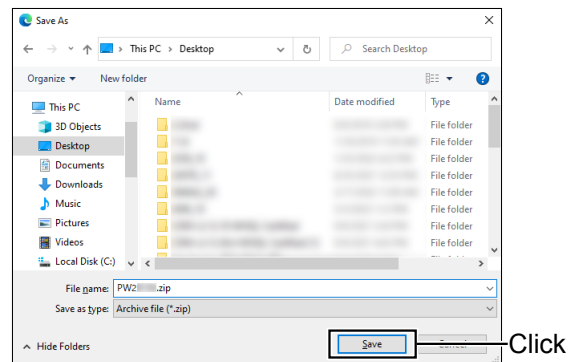 Save As
This PC > Desktop
Search Desktop
Organize
New folder
Name
Date modified
Type
This PC
3D Objects
Desktop
Documents
Downloads
Music
Pictures
Videos
Local Disk (C:)
File folder
File folder
File folder
File folder
File folder
File folder
File folder
File folder
File name: PW2 .zip
Save as type: Archive file (*.zip)
Hide Folders
Save
Click